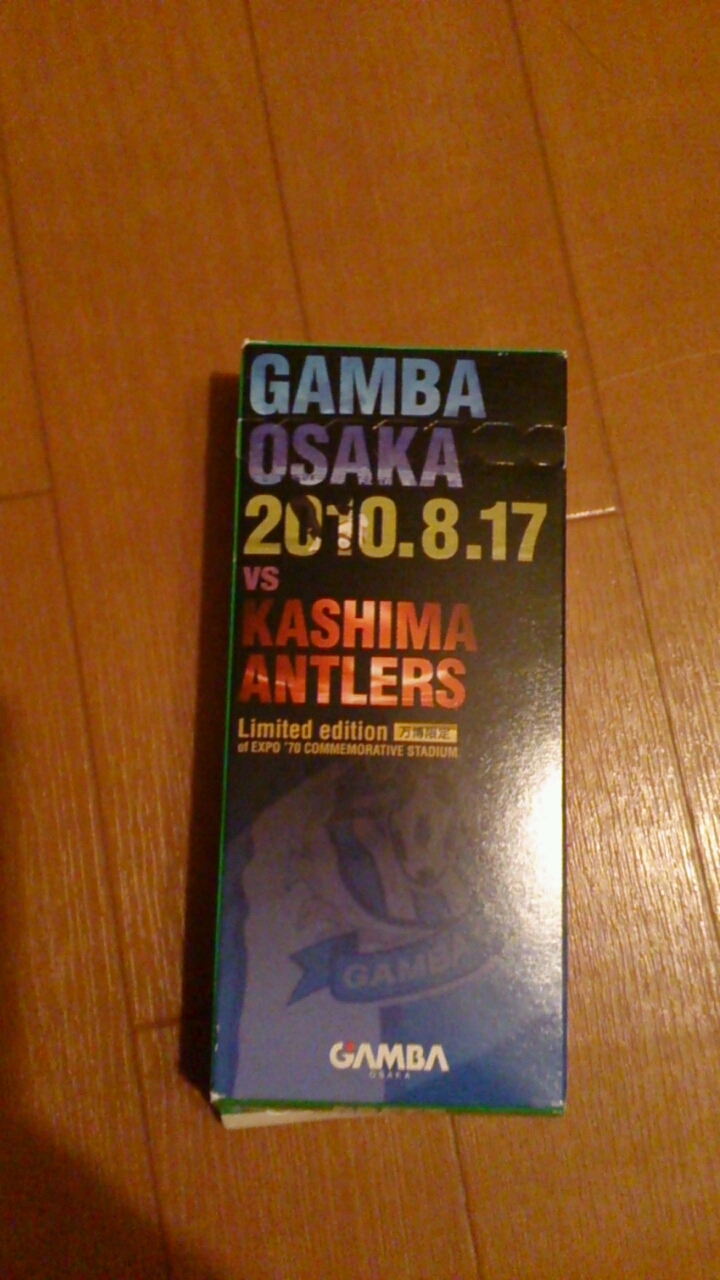 GAMBA
OSAKA
2010.8.17
VS
KASHIMA
ANTLERS
Limited edition 万博限定
of EXPO '70 COMMEMORATIVE STADIUM
GAMBA
GAMBA
OSAKA